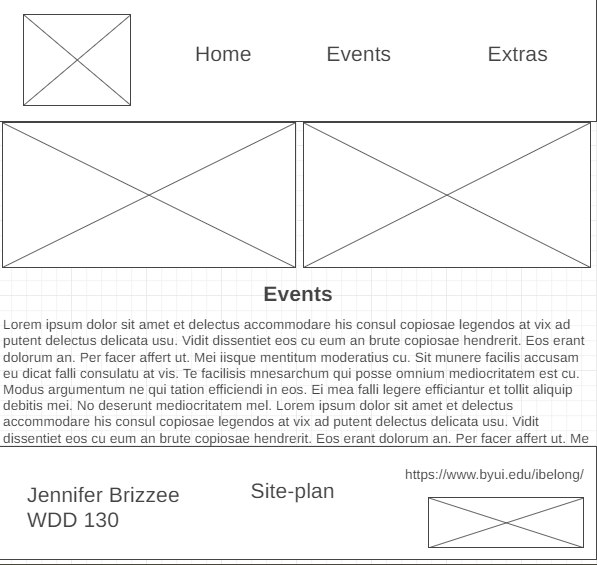 Home Events Extras
Events
Lorem ipsum dolor sit amet et delectus accommodare his consul copiosae legendos at vix ad
putent delectus delicata usu. Vidit dissentiet eos cu eum an brute copiosae hendrerit. Eos erant
dolorum an. Per facer affert ut. Mei iisque mentitum moderatius cu. Sit munere facilis accusam
eu dicat falli consulatu at vis. Te facilisis mnesarchum qui posse omnium mediocritatem est cu.
Modus argumentum ne qui tation efficiendi in eos. Ei mea falli legere efficiantur et tollit aliquip
debitis mei. No deserunt mediocritatem mel. Lorem ipsum dolor sit amet et delectus
accommodare his consul copiosae legendos at vix ad putent delectus delicata usu. Vidit
dissentiet eos cu eum an brute copiosae hendrerit. Eos erant dolorum an. Per facer affert ut. Me
Jennifer Brizzee
WDD 130
Site-plan
https://www.byui.edu/ibelong/